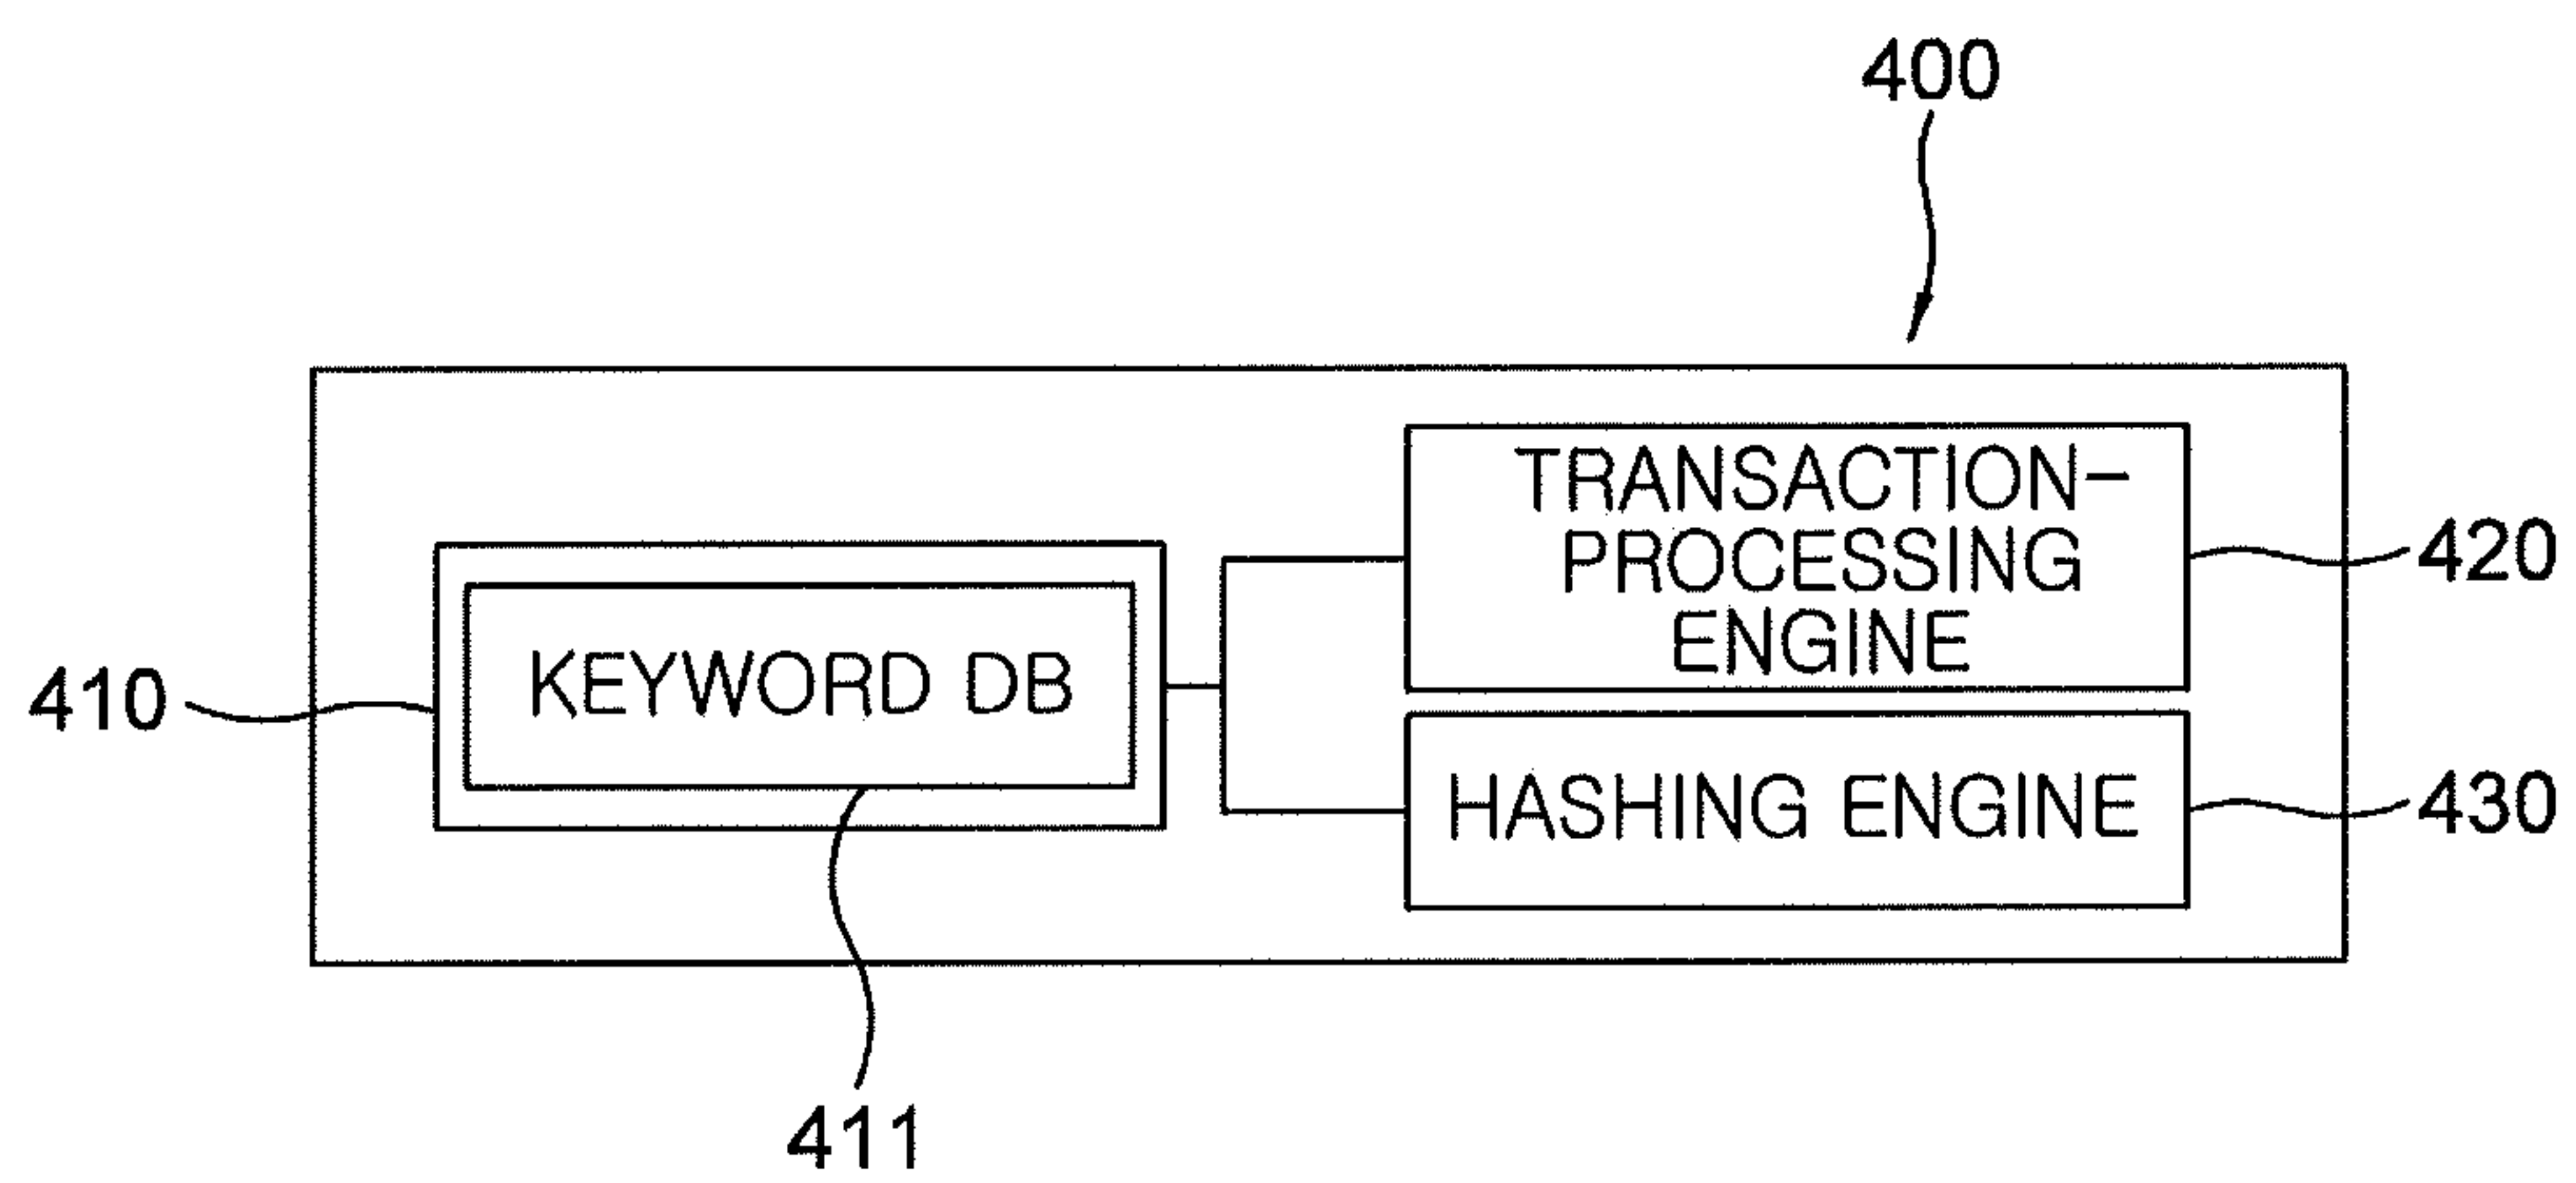 400
TRANSACTION-
PROCESSING
ENGINE
420
KEYWORD DB
410
HASHING ENGINE
430
411